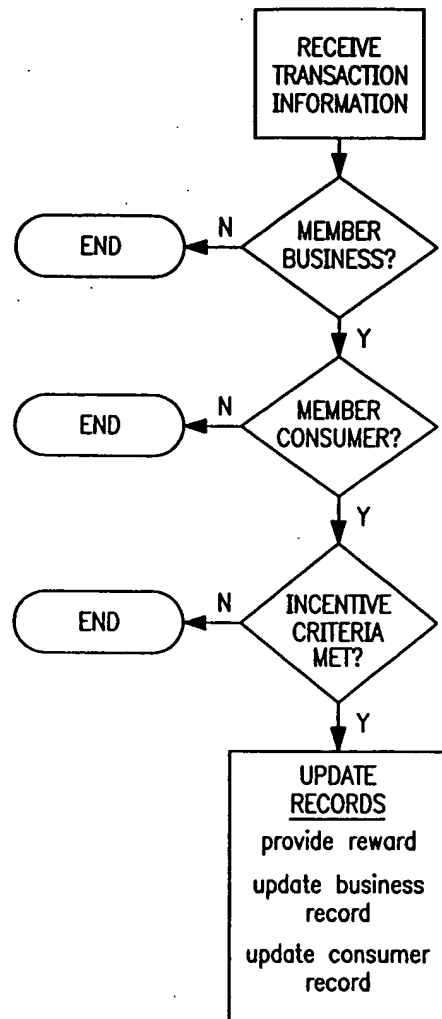 RECEIVE
TRANSACTION
INFORMATION
MEMBER
BUSINESS?
N
END
Y
MEMBER
CONSUMER?
N
END
Y
INCENTIVE
CRITERIA
MET?
N
END
Y
UPDATE
RECORDS
provide reward
update business
record
update consumer
record